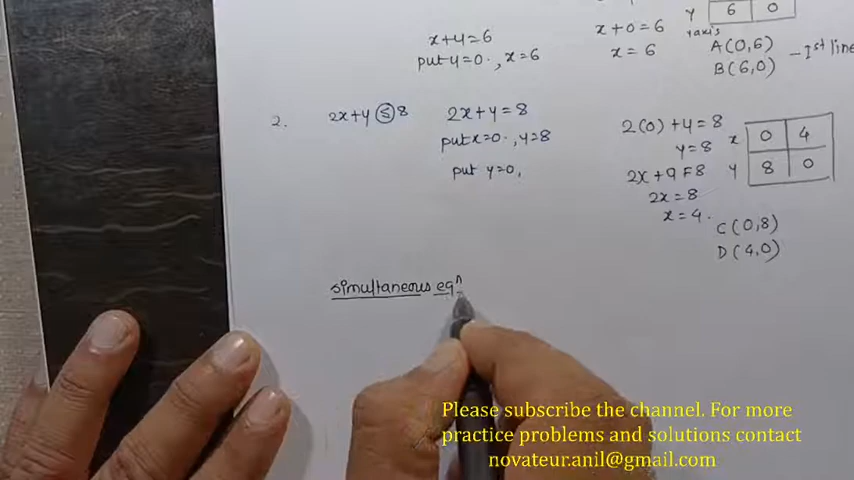 x+y=6
put y=0., x=6
x+0=6
x=6
y 6 0
yaxis
A(0,6)
B(6,0)
- Ist line
2. 2x+y ≤ 8
2x+y=8
put x=0., y=8
put y=0,
2(0)+y=8
y=8
2x+0=8
2x=8
x=4.
x 0 4
y 8 0
C(0,8)
D(4,0)
simultaneous eqn
Please subscribe the channel. For more
practice problems and solutions contact
novateur.anil@gmail.com